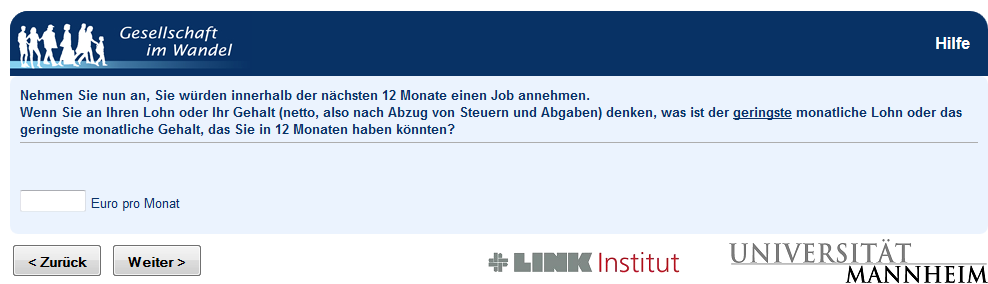 Gesellschaft
im Wandel
Hilfe
Nehmen Sie nun an, Sie würden innerhalb der nächsten 12 Monate einen Job annehmen.
Wenn Sie an Ihren Lohn oder Ihr Gehalt (netto, also nach Abzug von Steuern und Abgaben) denken, was ist der geringste monatliche Lohn oder das
geringste monatliche Gehalt, das Sie in 12 Monaten haben könnten?
Euro pro Monat
< Zurück
Weiter >
LINK Institut
UNIVERSITÄT
MANNHEIM